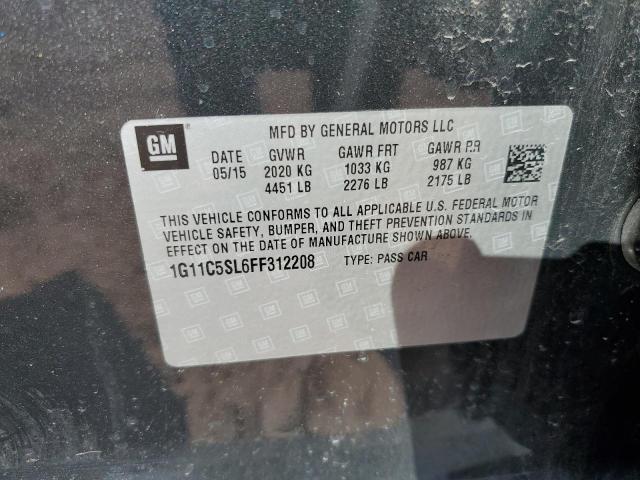 GM
MFD BY GENERAL MOTORS LLC
DATE GVWR GAWR FRT GAWR RR
05/15 2020 KG 1033 KG 987 KG
4451 LB 2276 LB 2175 LB
THIS VEHICLE CONFORMS TO ALL APPLICABLE U.S. FEDERAL MOTOR
VEHICLE SAFETY, BUMPER, AND THEFT PREVENTION STANDARDS IN
EFFECT ON THE DATE OF MANUFACTURE SHOWN ABOVE.
1G11C5SL6FF312208 TYPE: PASS CAR